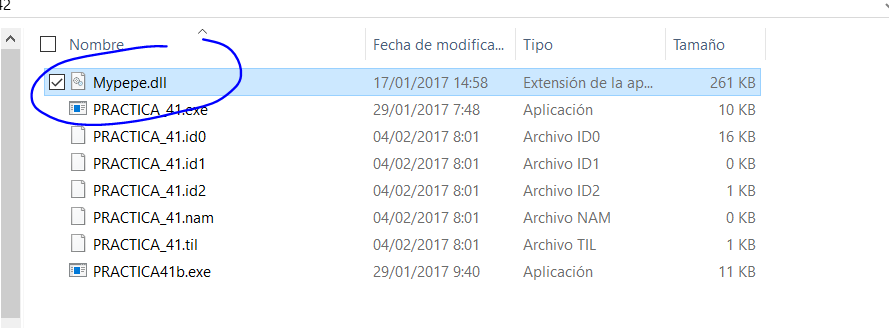 42
Nombre Fecha de modifica... Tipo Tamaño
Mypepe.dll 17/01/2017 14:58 Extensión de la ap... 261 KB
PRACTICA_41.exe 29/01/2017 7:48 Aplicación 10 KB
PRACTICA_41.id0 04/02/2017 8:01 Archivo ID0 16 KB
PRACTICA_41.id1 04/02/2017 8:01 Archivo ID1 0 KB
PRACTICA_41.id2 04/02/2017 8:01 Archivo ID2 1 KB
PRACTICA_41.nam 04/02/2017 8:01 Archivo NAM 0 KB
PRACTICA_41.til 04/02/2017 8:01 Archivo TIL 1 KB
PRACTICA41b.exe 29/01/2017 9:40 Aplicación 11 KB